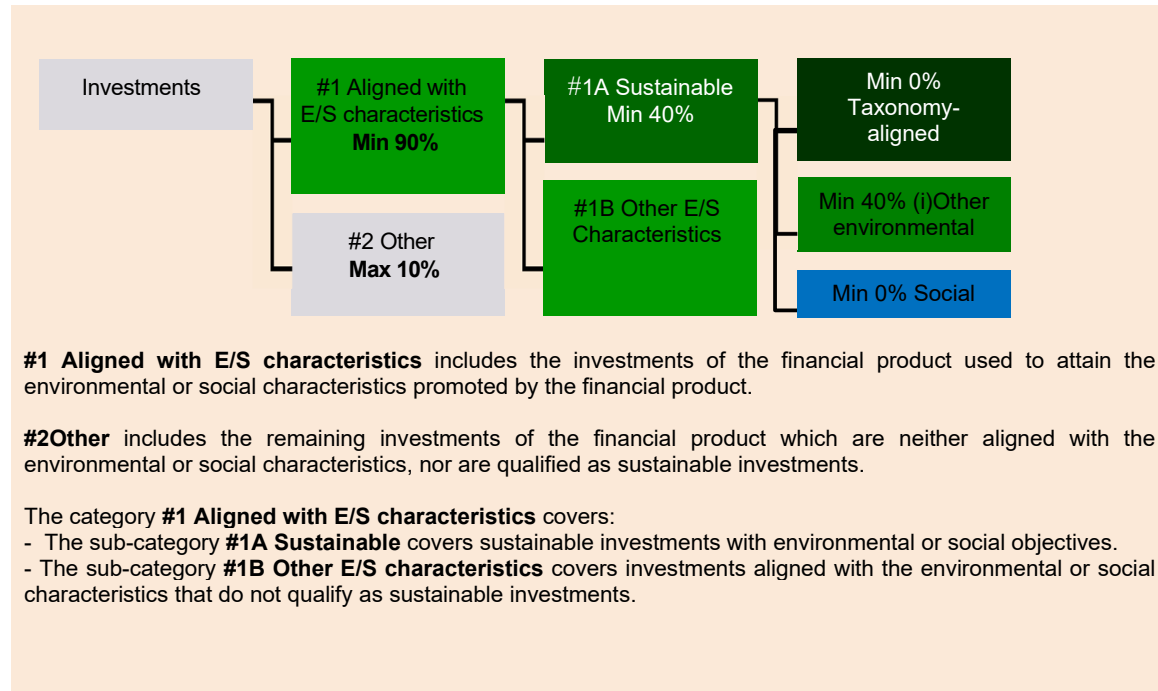 Investments
#1 Aligned with
E/S characteristics
Min 90%
#2 Other
Max 10%
#1A Sustainable
Min 40%
#1B Other E/S
Characteristics
Min 0%
Taxonomy-
aligned
Min 40% (i)Other
environmental
Min 0% Social
#1 Aligned with E/S characteristics includes the investments of the financial product used to attain the
environmental or social characteristics promoted by the financial product.
#2Other includes the remaining investments of the financial product which are neither aligned with the
environmental or social characteristics, nor are qualified as sustainable investments.
The category #1 Aligned with E/S characteristics covers:
- The sub-category #1A Sustainable covers sustainable investments with environmental or social objectives.
- The sub-category #1B Other E/S characteristics covers investments aligned with the environmental or social
characteristics that do not qualify as sustainable investments.